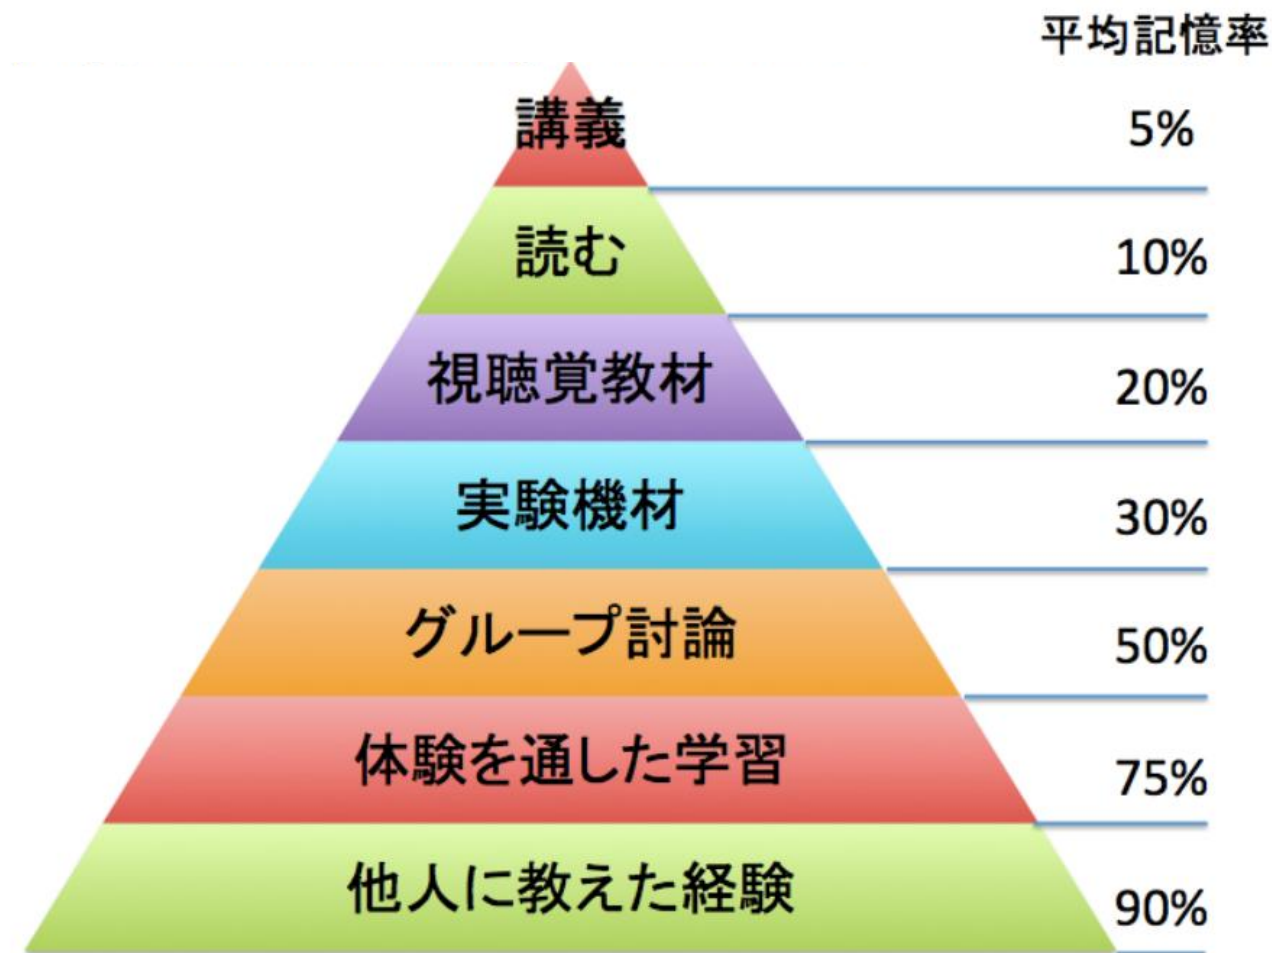 平均記憶率
講義 5%
読む 10%
視聴覚教材 20%
実験機材 30%
グループ討論 50%
体験を通した学習 75%
他人に教えた経験 90%